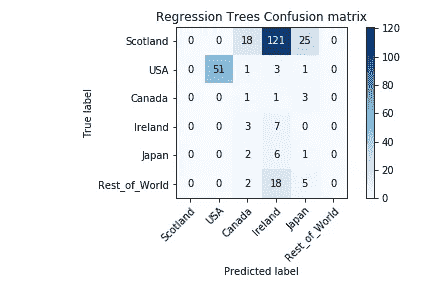 Regression Trees Confusion matrix
Scotland 0 0 18 121 25 0
USA 0 51 1 3 1 0
Canada 0 0 1 1 3 0
Ireland 0 0 3 7 0 0
Japan 0 0 2 6 1 0
Rest_of_World 0 0 2 18 5 0
True label
Scotland USA Canada Ireland Japan Rest_of_World
Predicted label
120
100
80
60
40
20
0